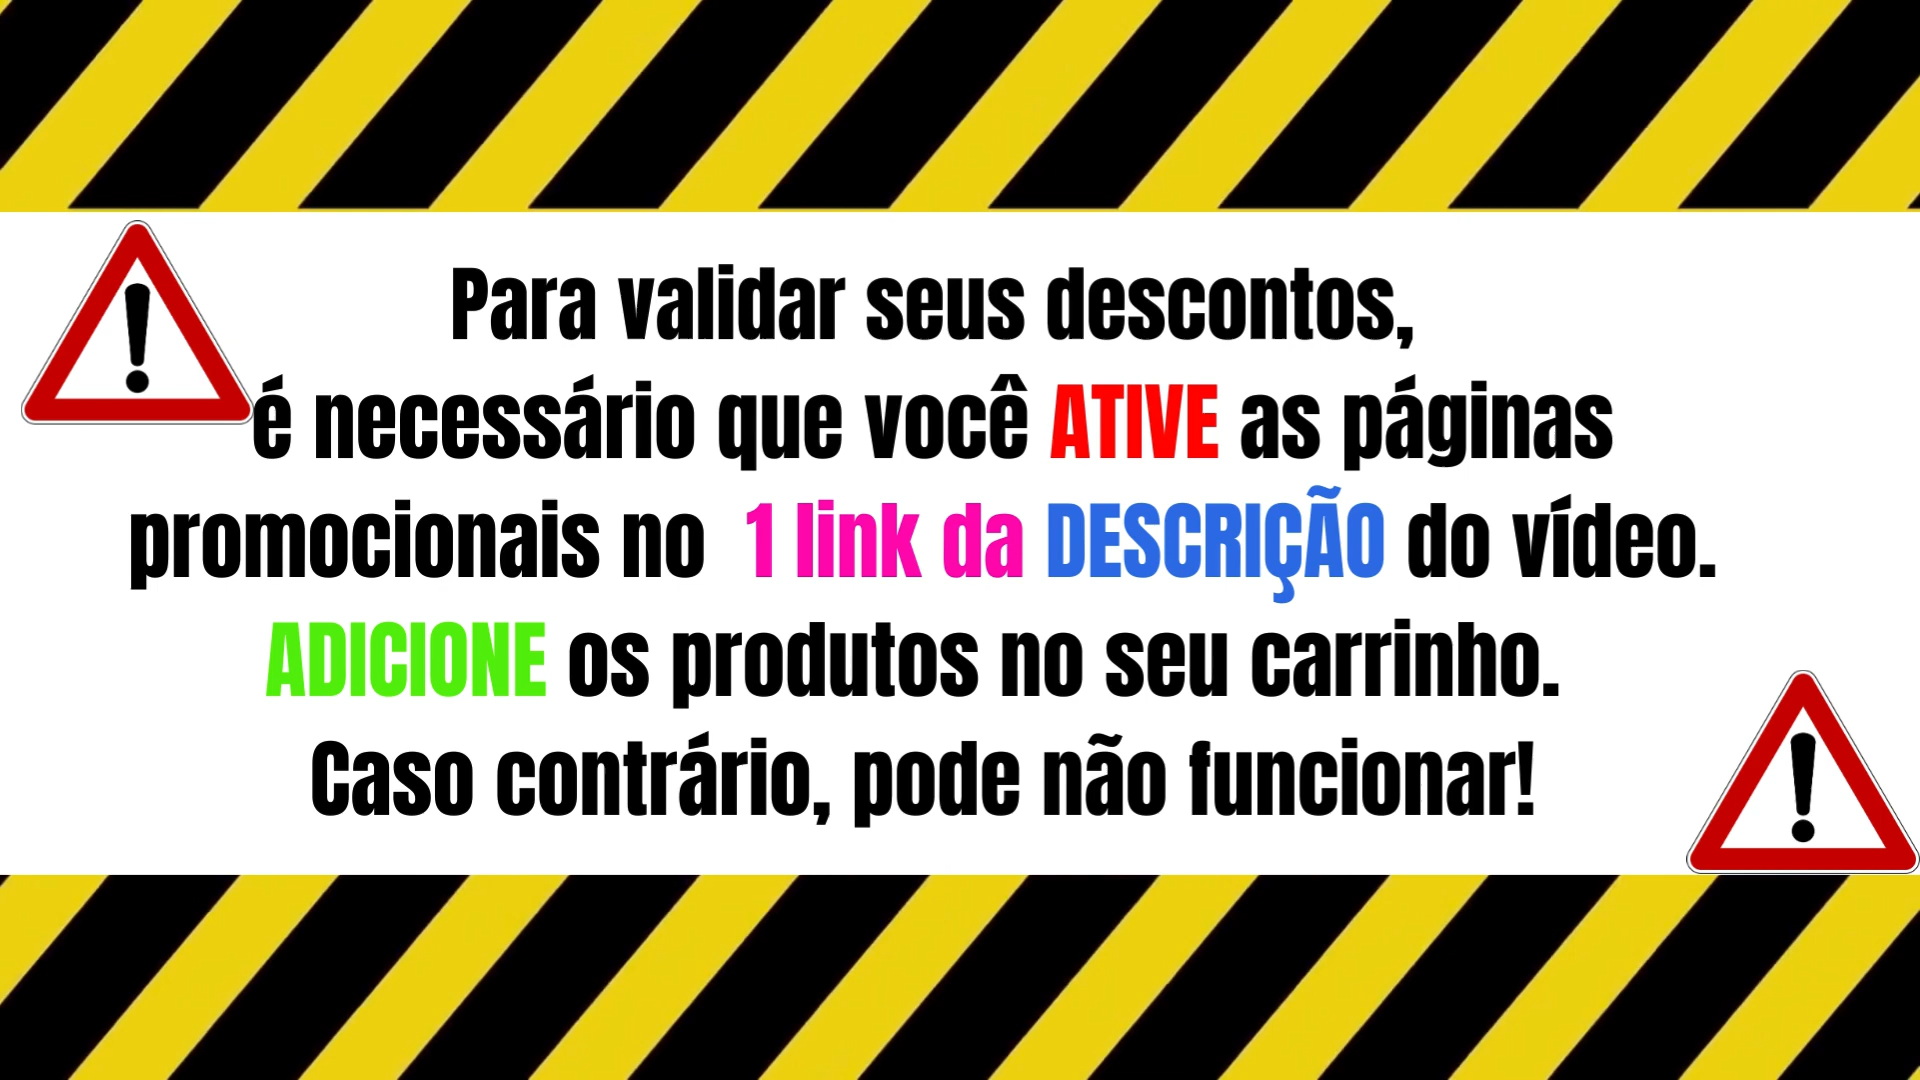 Para validar seus descontos,
é necessário que você ATIVE as páginas
promocionais no 1 link da DESCRIÇÃO do vídeo.
ADICIONE os produtos no seu carrinho.
Caso contrário, pode não funcionar!